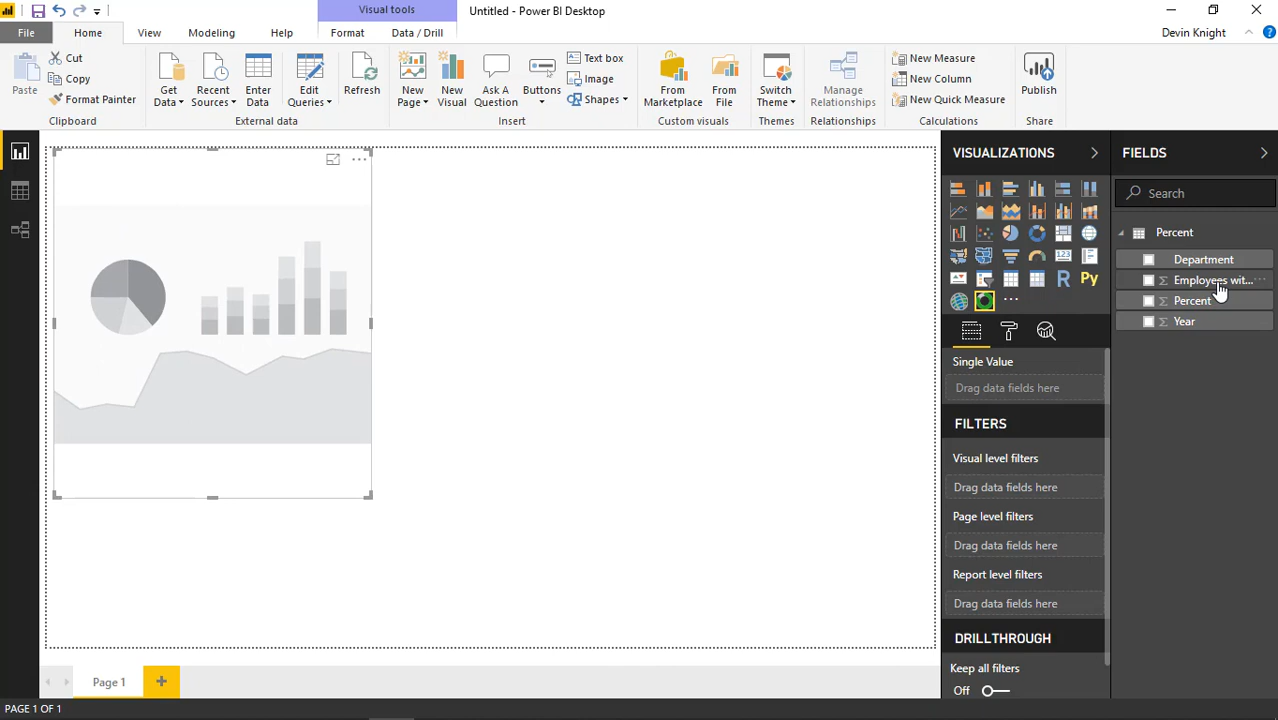 Visual tools
Untitled - Power BI Desktop
File
Home
View
Modeling
Help
Format
Data / Drill
Devin Knight
?
Paste
Cut
Copy
Format Painter
Clipboard
Get Data
Recent Sources
Enter Data
Edit Queries
Refresh
External data
New Page
New Visual
Ask A Question
Buttons
Text box
Image
Shapes
Insert
From Marketplace
From File
Custom visuals
Switch Theme
Themes
Manage Relationships
Relationships
New Measure
New Column
New Quick Measure
Calculations
Publish
Share
VISUALIZATIONS
123
R
Py
Single Value
Drag data fields here
FILTERS
Visual level filters
Drag data fields here
Page level filters
Drag data fields here
Report level filters
Drag data fields here
DRILLTHROUGH
Keep all filters
Off
FIELDS
Search
Percent
Department
Employees wit...
Percent
Year
Page 1
PAGE 1 OF 1